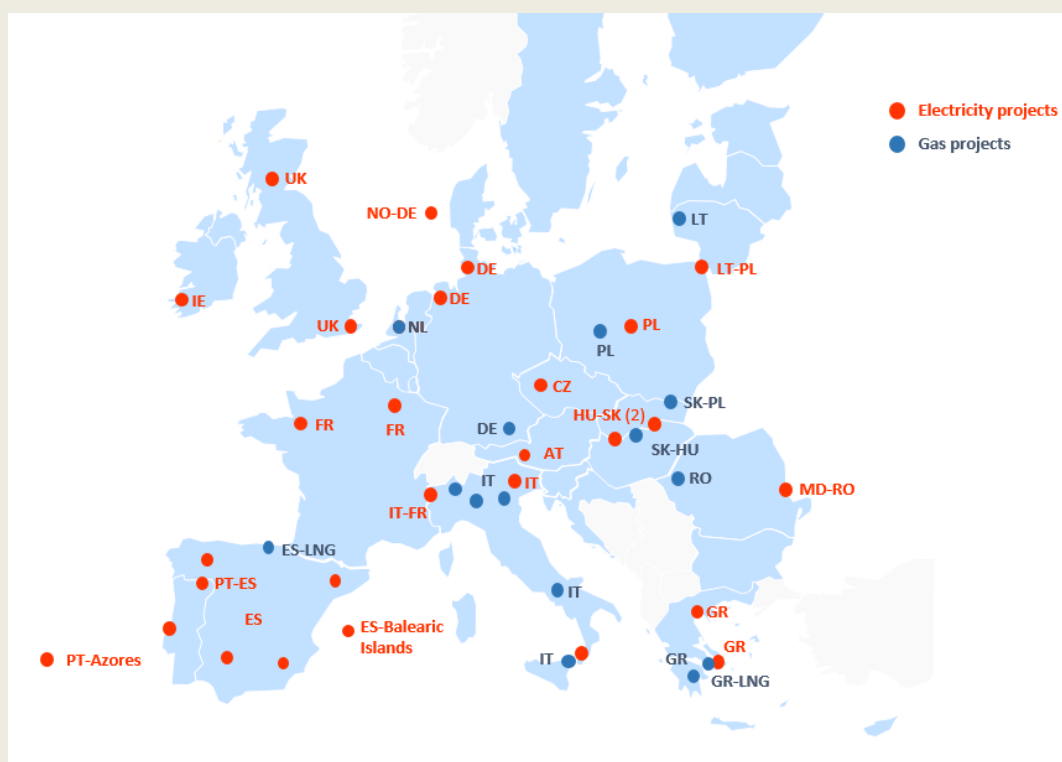 Electricity projects
Gas projects
UK
NO-DE
LT
DE
LT-PL
DE
IE
UK
NL
PL
PL
CZ
SK-PL
HU-SK (2)
FR
FR
DE
SK-HU
AT
IT
IT
RO
MD-RO
IT-FR
ES-LNG
PT-ES
IT
ES
GR
ES-Balearic
Islands
GR
PT-Azores
IT
GR
GR-LNG